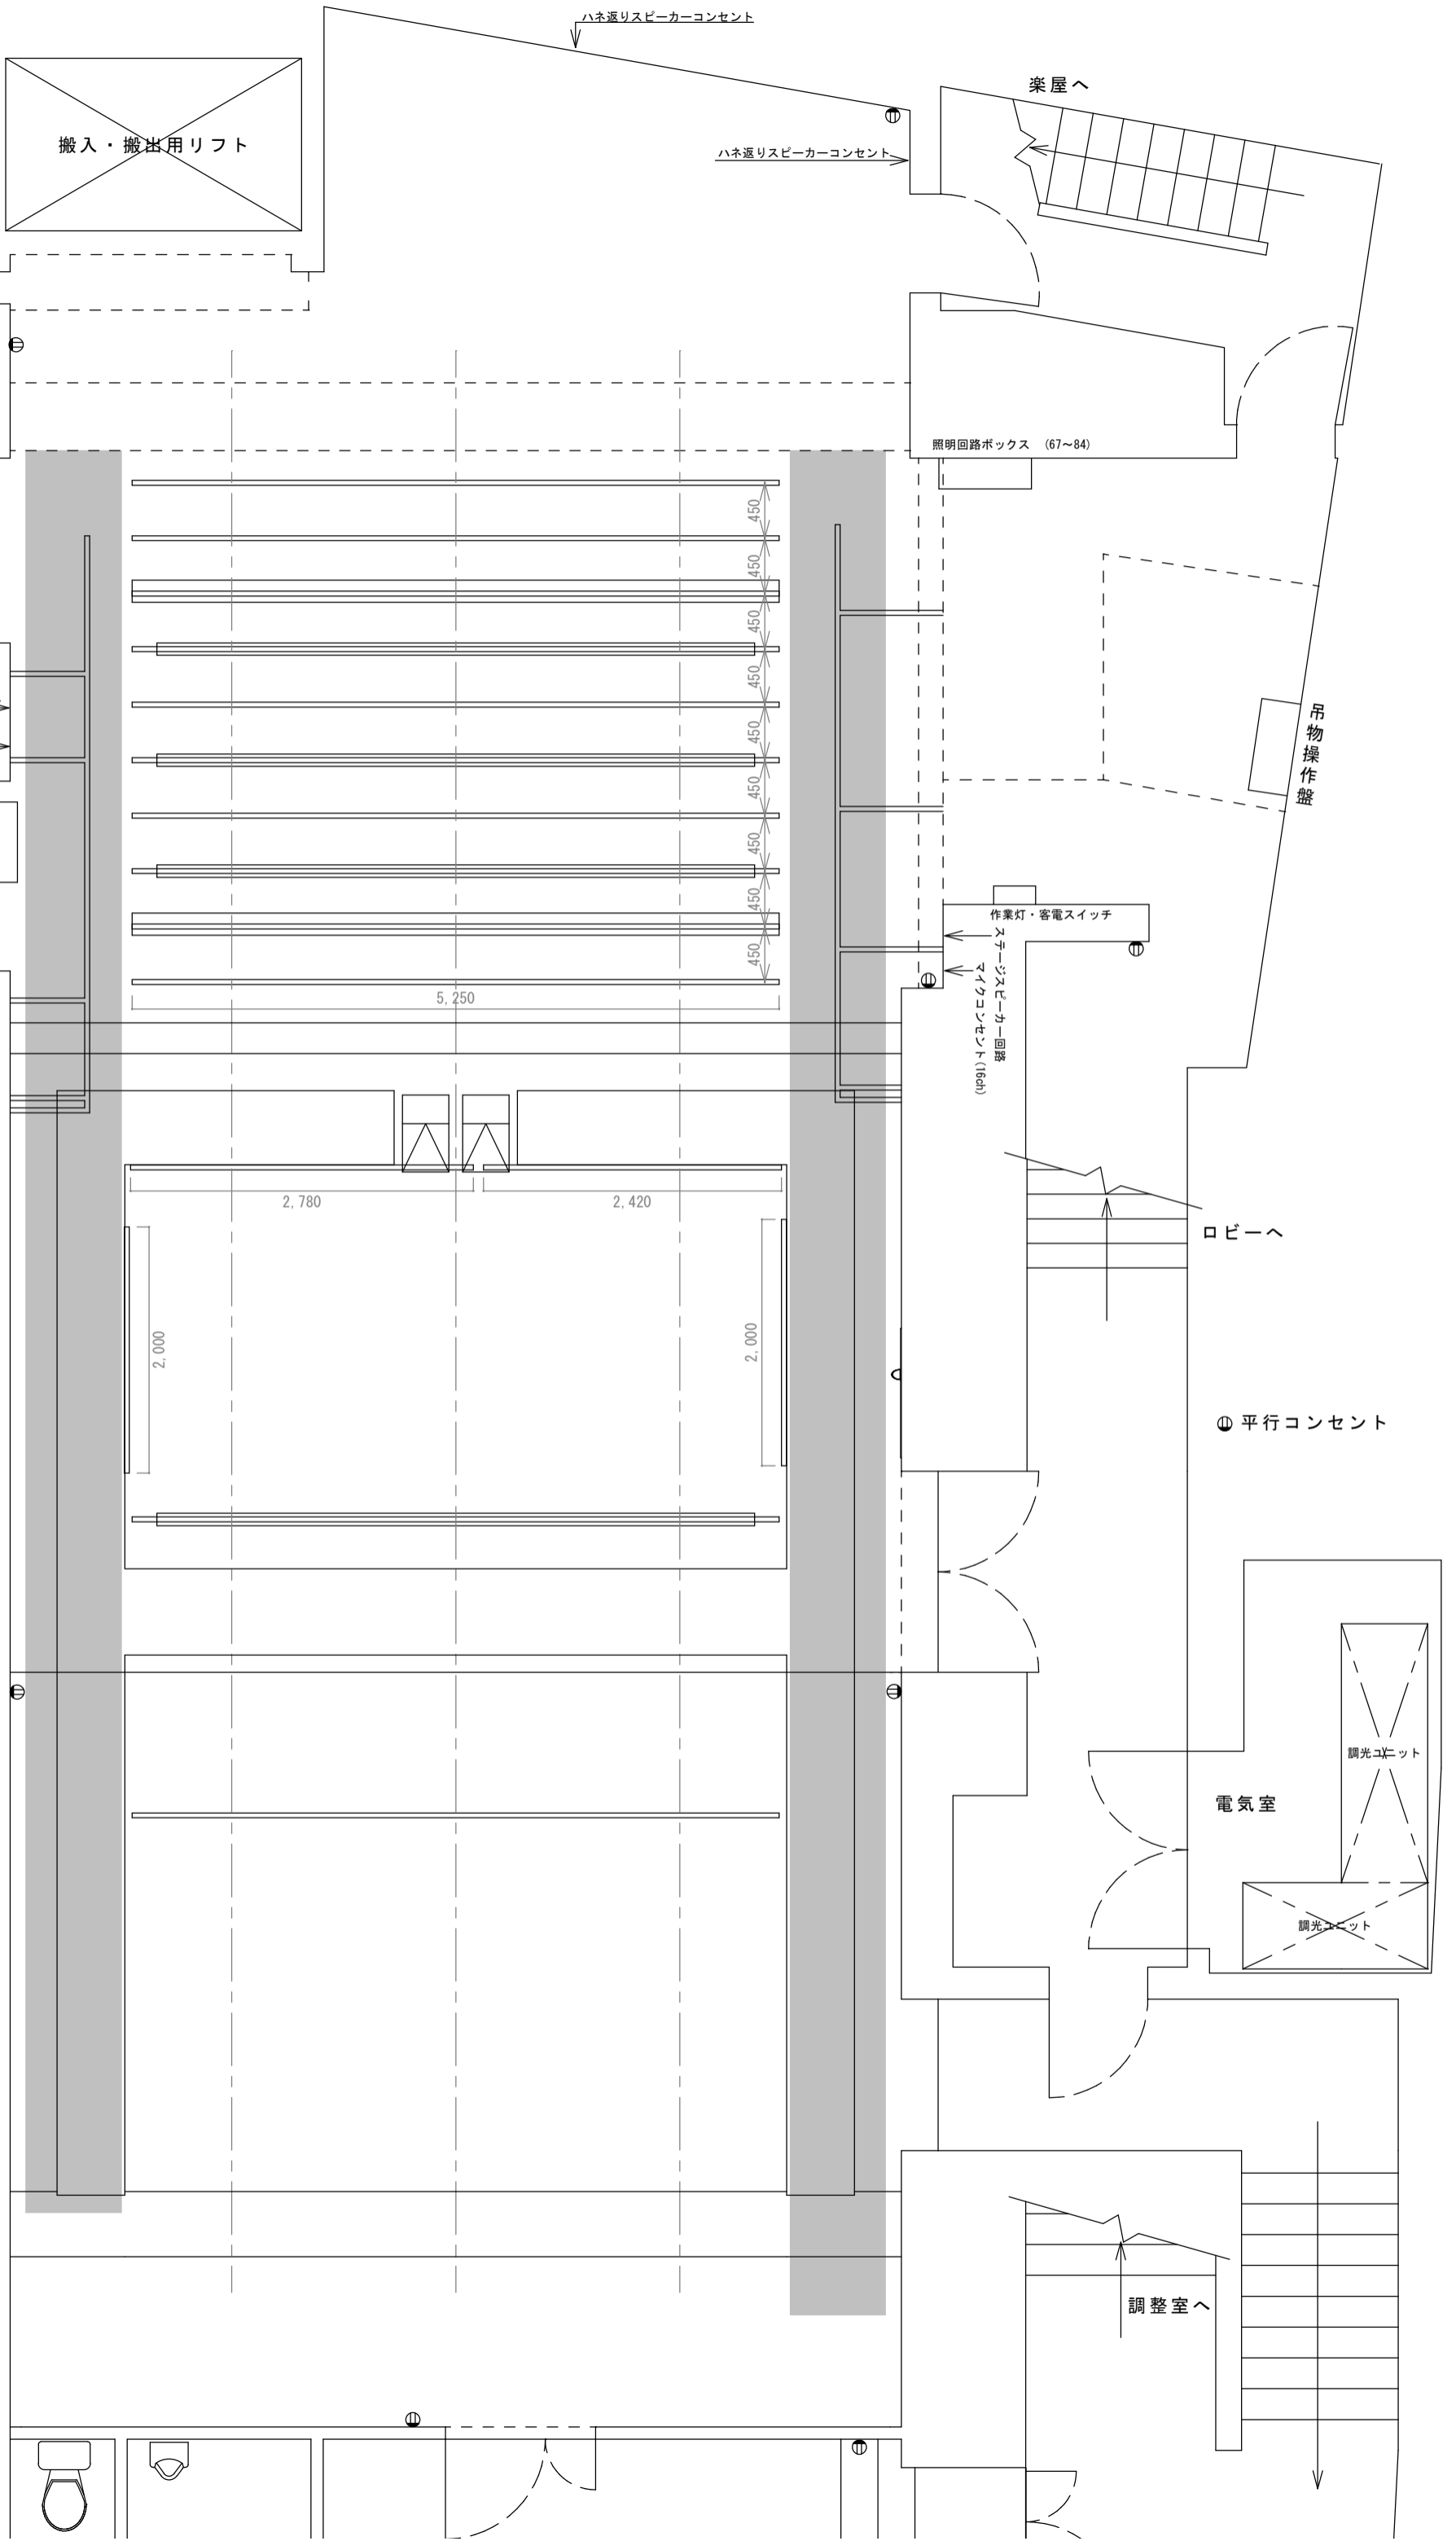 ハネ返りスピーカーコンセント
楽屋へ
搬入・搬出用リフト
ハネ返りスピーカーコンセント
照明回路ボックス (67～84)
450
450
450
450
450
450
450
450
450
吊物操作盤
作業灯・客電スイッチ
ステージスピーカー回路
マイクコンセント(16ch)
5,250
2,780
2,420
ロビーへ
2,000
2,000
平行コンセント
調光ユニット
電気室
調光ユニット
調整室へ